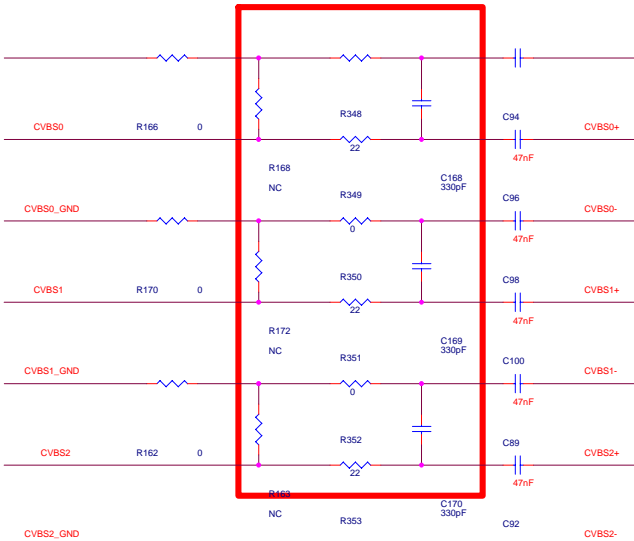 R348
C94
CVBS0 R166 0 22 47nF CVBS0+
R168 C168
NC R349 330pF C96
CVBS0_GND 0 47nF CVBS0-
R350 C98
CVBS1 R170 0 22 47nF CVBS1+
R172 C169
NC R351 330pF C100
CVBS1_GND 0 47nF CVBS1-
R352 C89
CVBS2 R162 0 22 47nF CVBS2+
R163 C170
NC R353 330pF C92
CVBS2_GND CVBS2-